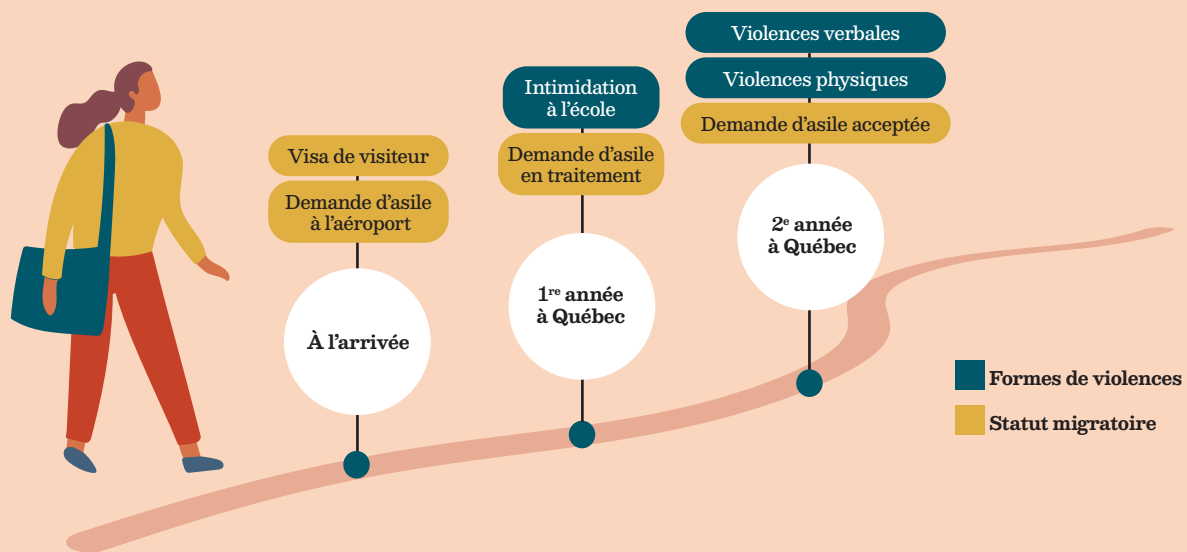 Visa de visiteur
Demande d'asile
à l'aéroport
À l'arrivée
Intimidation
à l'école
Demande d'asile
en traitement
1re année
à Québec
Violences verbales
Violences physiques
Demande d'asile acceptée
2e année
à Québec
Formes de violences
Statut migratoire